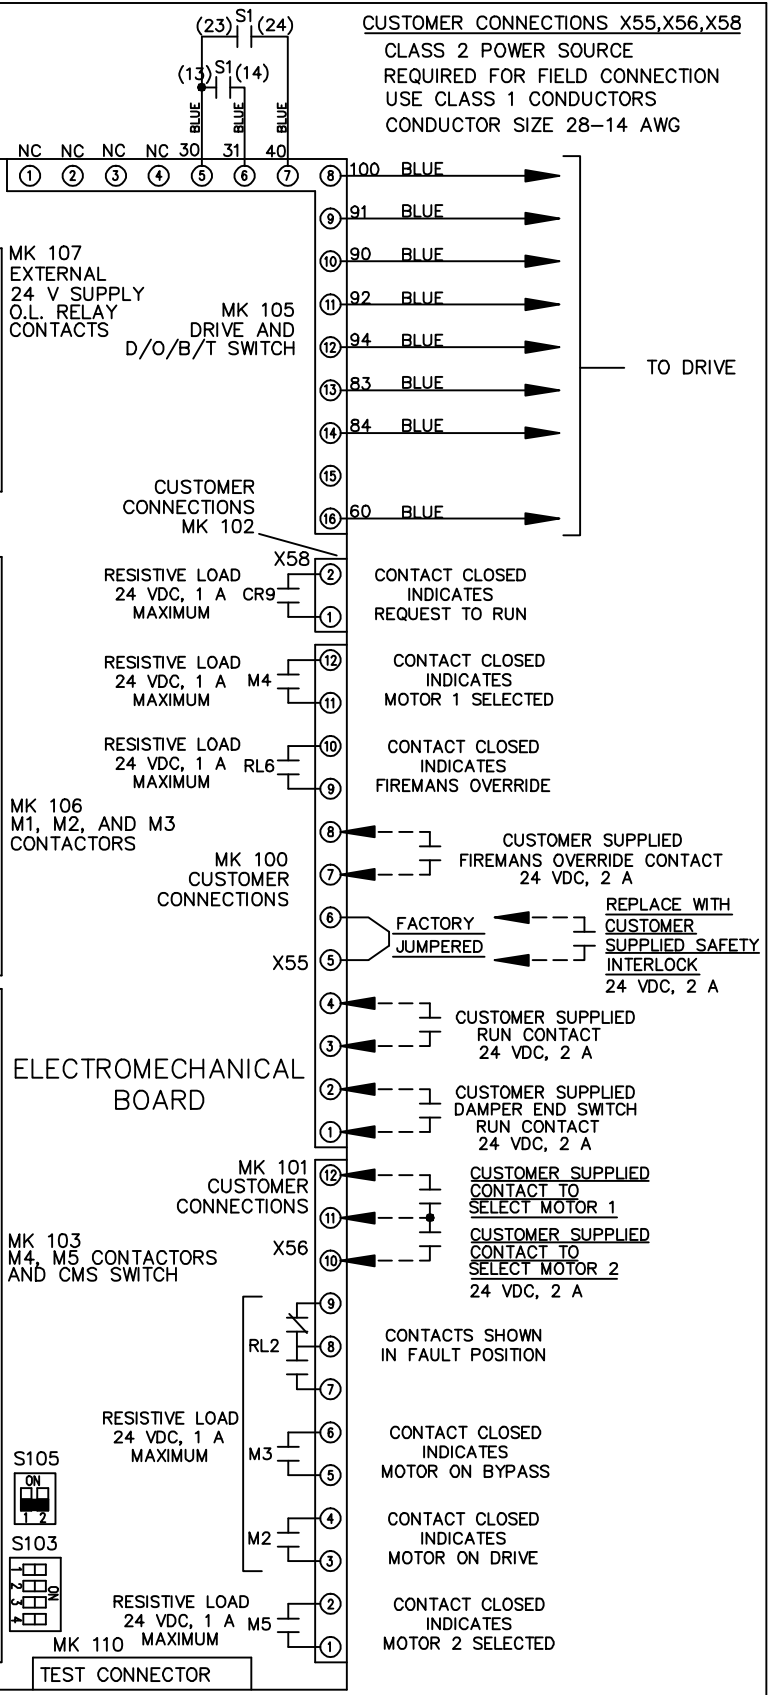 CUSTOMER CONNECTIONS X55,X56,X58
CLASS 2 POWER SOURCE
REQUIRED FOR FIELD CONNECTION
USE CLASS 1 CONDUCTORS
CONDUCTOR SIZE 28–14 AWG
(23) S1 (24)
(13) S1 (14)
BLUE BLUE BLUE
NC NC NC NC 30 31 40
1 2 3 4 5 6 7
8 100 BLUE
9 91 BLUE
10 90 BLUE
11 92 BLUE
12 94 BLUE
13 83 BLUE
14 84 BLUE
15
16 60 BLUE
TO DRIVE
MK 107
EXTERNAL
24 V SUPPLY
O.L. RELAY
CONTACTS
MK 105
DRIVE AND
D/O/B/T SWITCH
CUSTOMER
CONNECTIONS
MK 102
X58
2
1
RESISTIVE LOAD
24 VDC, 1 A CR9
MAXIMUM
CONTACT CLOSED
INDICATES
REQUEST TO RUN
12
11
RESISTIVE LOAD
24 VDC, 1 A M4
MAXIMUM
CONTACT CLOSED
INDICATES
MOTOR 1 SELECTED
10
9
RESISTIVE LOAD
24 VDC, 1 A RL6
MAXIMUM
CONTACT CLOSED
INDICATES
FIREMANS OVERRIDE
MK 106
M1, M2, AND M3
CONTACTORS
MK 100
CUSTOMER
CONNECTIONS
8
7
CUSTOMER SUPPLIED
FIREMANS OVERRIDE CONTACT
24 VDC, 2 A
6
5
X55
FACTORY
JUMPERED
REPLACE WITH
CUSTOMER
SUPPLIED SAFETY
INTERLOCK
24 VDC, 2 A
4
3
CUSTOMER SUPPLIED
RUN CONTACT
24 VDC, 2 A
ELECTROMECHANICAL
BOARD
2
1
CUSTOMER SUPPLIED
DAMPER END SWITCH
RUN CONTACT
24 VDC, 2 A
MK 101
CUSTOMER
CONNECTIONS
X56
12
11
10
CUSTOMER SUPPLIED
CONTACT TO
SELECT MOTOR 1
CUSTOMER SUPPLIED
CONTACT TO
SELECT MOTOR 2
24 VDC, 2 A
MK 103
M4, M5 CONTACTORS
AND CMS SWITCH
9
RL2 8
7
CONTACTS SHOWN
IN FAULT POSITION
RESISTIVE LOAD
24 VDC, 1 A
MAXIMUM
6
M3
5
CONTACT CLOSED
INDICATES
MOTOR ON BYPASS
4
M2
3
CONTACT CLOSED
INDICATES
MOTOR ON DRIVE
S105
ON
1 2
S103
1
2
3
4
ON
2
1
RESISTIVE LOAD
24 VDC, 1 A M5
MAXIMUM
CONTACT CLOSED
INDICATES
MOTOR 2 SELECTED
MK 110
TEST CONNECTOR